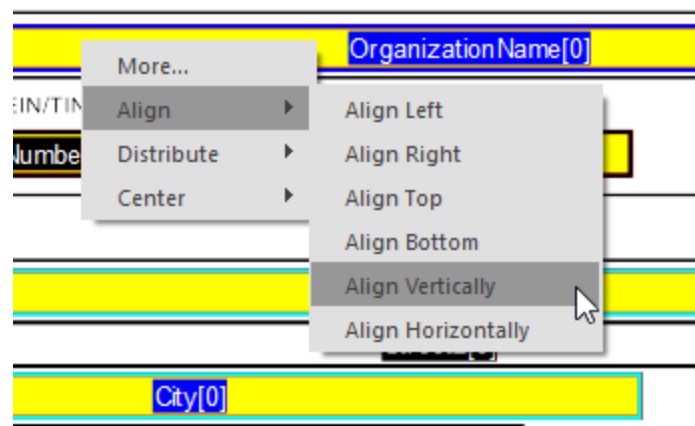 OrganizationName[0]
More...
EIN/TIN
Align
Align Left
Distribute
Align Right
Center
Align Top
Align Bottom
Align Vertically
Align Horizontally
City[0]